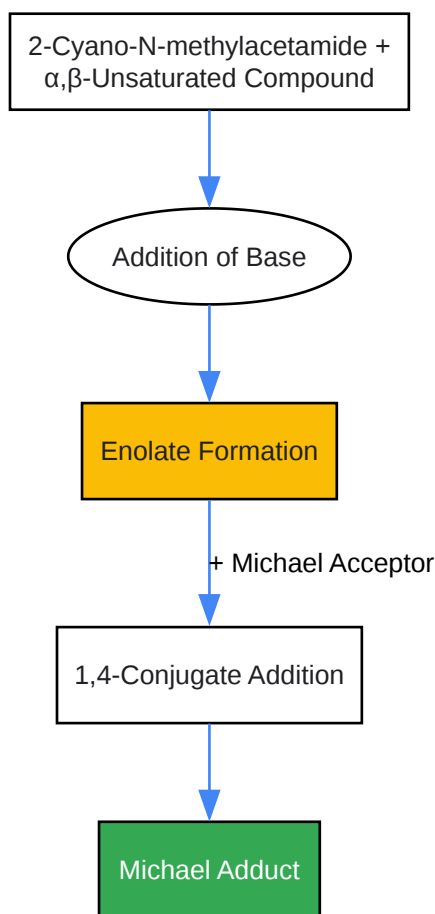 2-Cyano-N-methylacetamide +
α,β-Unsaturated Compound
Addition of Base
Enolate Formation
+ Michael Acceptor
1,4-Conjugate Addition
Michael Adduct